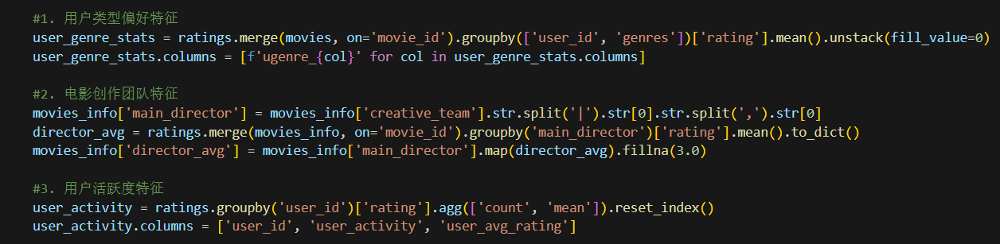 #1. 用户类型偏好特征
user_genre_stats = ratings.merge(movies, on='movie_id').groupby(['user_id', 'genres'])['rating'].mean().unstack(fill_value=0)
user_genre_stats.columns = [f'ugenre_{col}' for col in user_genre_stats.columns]
#2. 电影创作团队特征
movies_info['main_director'] = movies_info['creative_team'].str.split('|').str[0].str.split(',').str[0]
director_avg = ratings.merge(movies_info, on='movie_id').groupby('main_director')['rating'].mean().to_dict()
movies_info['director_avg'] = movies_info['main_director'].map(director_avg).fillna(3.0)
#3. 用户活跃度特征
user_activity = ratings.groupby('user_id')['rating'].agg(['count', 'mean']).reset_index()
user_activity.columns = ['user_id', 'user_activity', 'user_avg_rating']